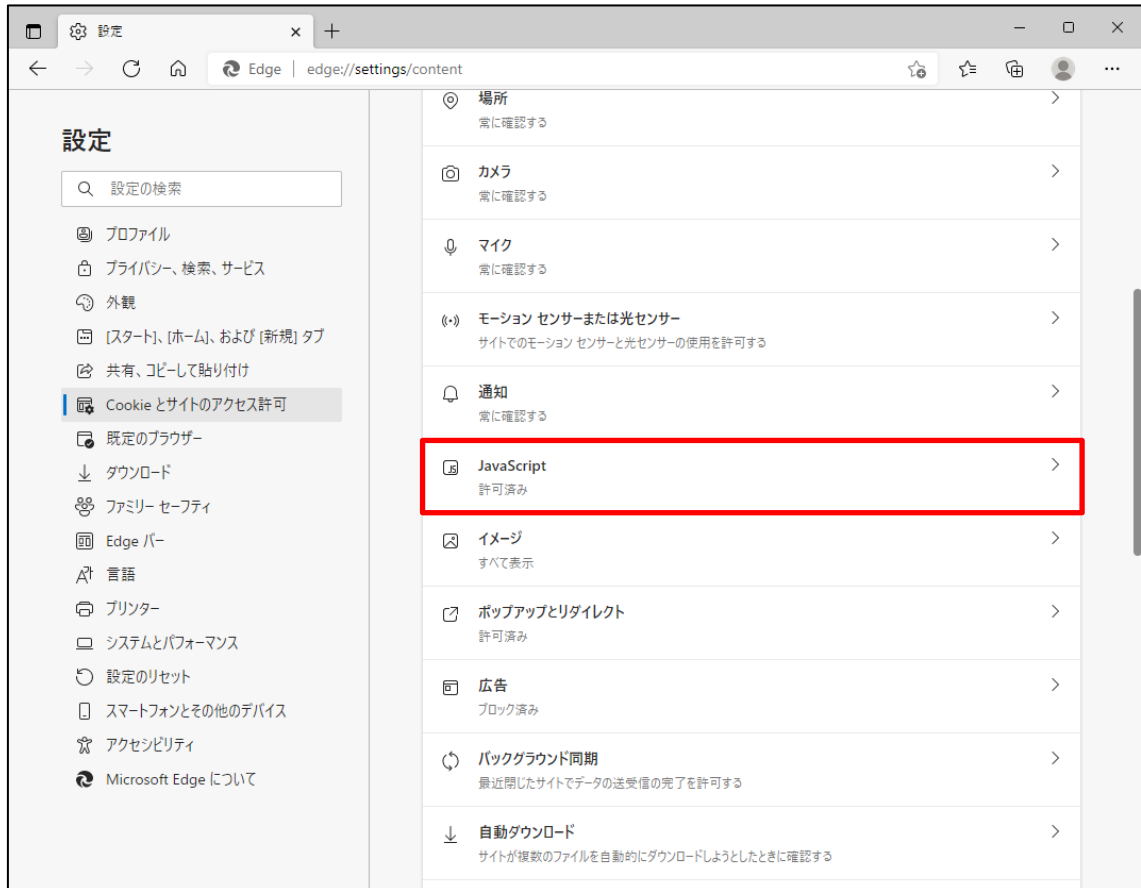 設定
Edge
edge://settings/content
設定
設定の検索
プロファイル
プライバシー、検索、サービス
外観
[スタート]、[ホーム]、および [新規] タブ
共有、コピーして貼り付け
Cookie とサイトのアクセス許可
既定のブラウザー
ダウンロード
ファミリー セーフティ
Edge バー
言語
プリンター
システムとパフォーマンス
設定のリセット
スマートフォンとその他のデバイス
アクセシビリティ
Microsoft Edge について
場所
常に確認する
カメラ
常に確認する
マイク
常に確認する
モーション センサーまたは光センサー
サイトでのモーション センサーと光センサーの使用を許可する
通知
常に確認する
JS
JavaScript
許可済み
イメージ
すべて表示
ポップアップとリダイレクト
許可済み
広告
ブロック済み
バックグラウンド同期
最近閉じたサイトでデータの送受信の完了を許可する
自動ダウンロード
サイトが複数のファイルを自動的にダウンロードしようとしたときに確認する